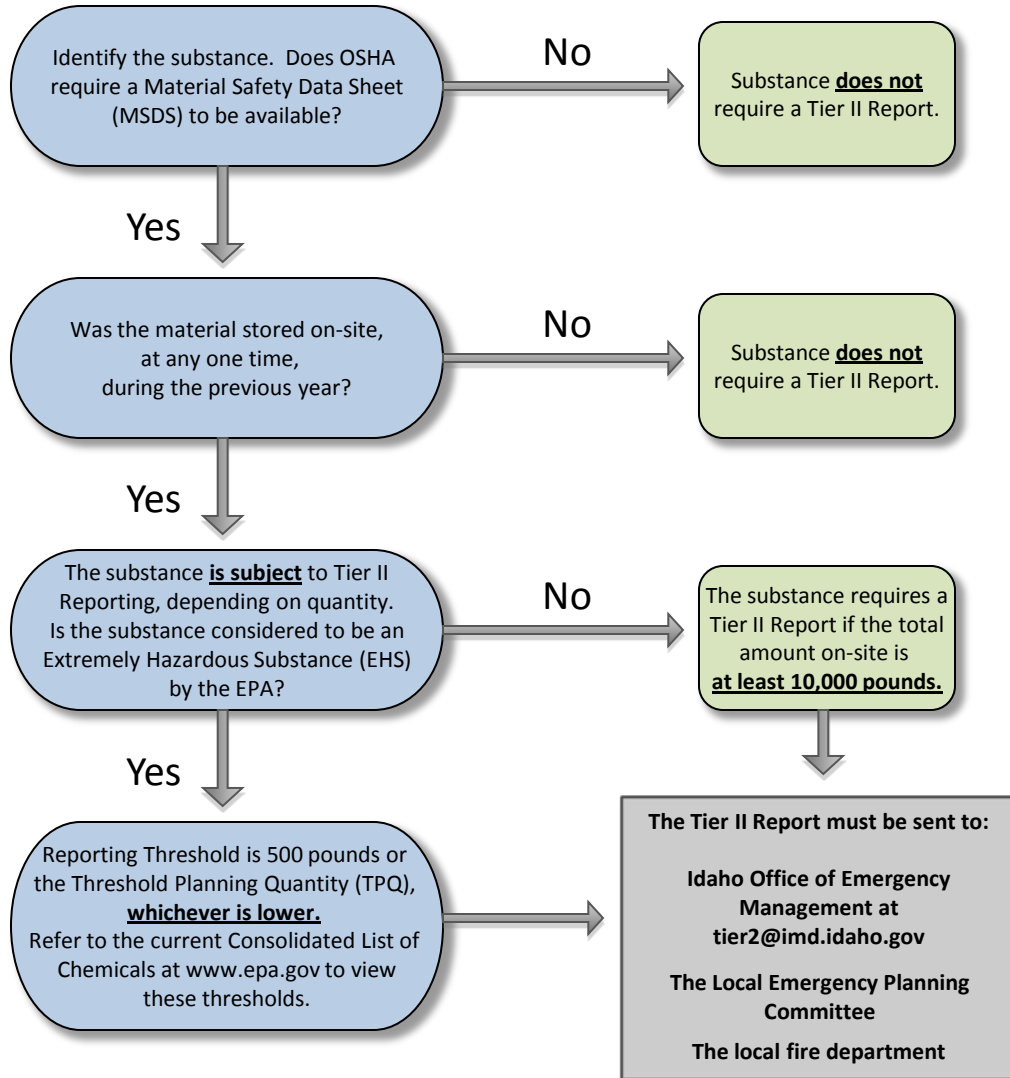 Identify the substance.  Does OSHA
require a Material Safety Data Sheet
(MSDS) to be available?
No
Substance does not
require a Tier II Report.
Yes
Was the material stored on-site,
at any one time,
during the previous year?
No
Substance does not
require a Tier II Report.
Yes
The substance is subject to Tier II
Reporting, depending on quantity.
Is the substance considered to be an
Extremely Hazardous Substance (EHS)
by the EPA?
No
The substance requires a
Tier II Report if the total
amount on-site is
at least 10,000 pounds.
Yes
Reporting Threshold is 500 pounds or
the Threshold Planning Quantity (TPQ),
whichever is lower.
Refer to the current Consolidated List of
Chemicals at www.epa.gov to view
these thresholds.
The Tier II Report must be sent to:
Idaho Office of Emergency
Management at
tier2@imd.idaho.gov
The Local Emergency Planning
Committee
The local fire department